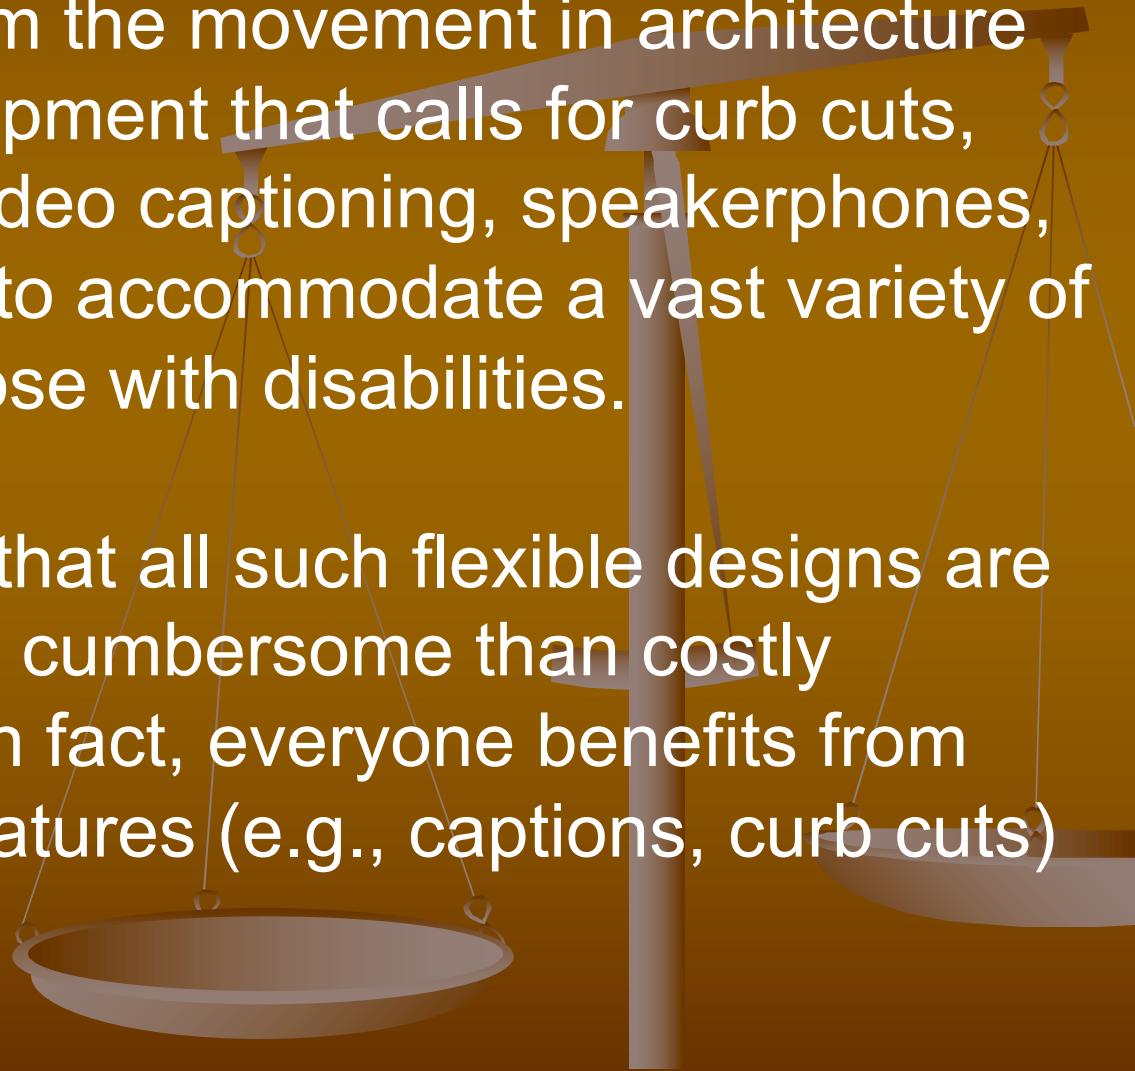 m the movement in architecture
pment that calls for curb cuts,
deo captioning, speakerphones,
to accommodate a vast variety of
ose with disabilities.
that all such flexible designs are
cumbersome than costly
n fact, everyone benefits from
atures (e.g., captions, curb cuts)